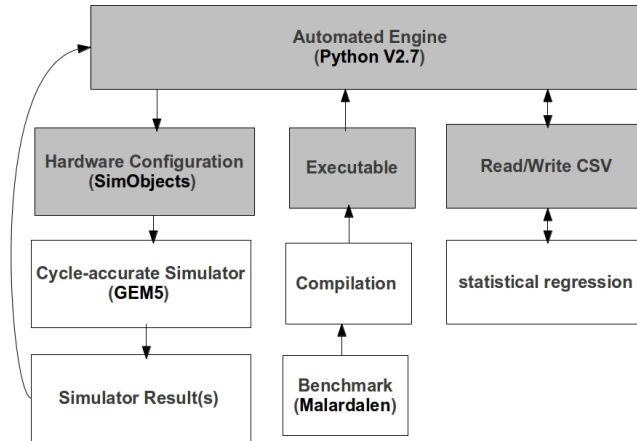 Automated Engine
(Python V2.7)
Hardware Configuration
(SimObjects)
Executable
Read/Write CSV
Cycle-accurate Simulator
(GEM5)
Compilation
statistical regression
Simulator Result(s)
Benchmark
(Malardalen)